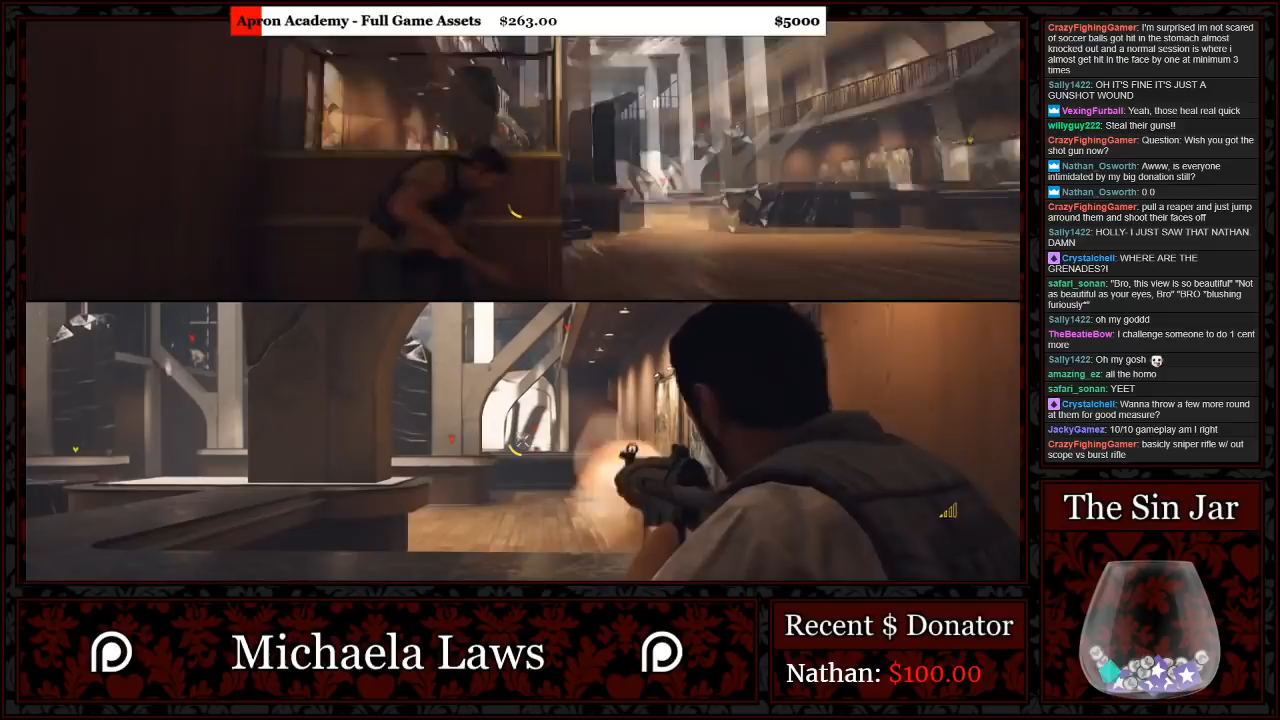 Apron Academy - Full Game Assets $263.00 $5000
CrazyFighingGamer: I'm surprised im not scared
of soccer balls got hit in the stomach almost
knocked out and a normal session is where i
almost get hit in the face by one at minimum 3
times
Sally1422: OH IT'S FINE IT'S JUST A
GUNSHOT WOUND
VexingFurball: Yeah, those heal real quick
willyguy222: Steal their guns!!
CrazyFighingGamer: Question: Wish you got the
shot gun now?
Nathan_Osworth: Awww, is everyone
intimidated by my big donation still?
Nathan_Osworth: 0.0
CrazyFighingGamer: pull a reaper and just jump
arround them and shoot their faces off
Sally1422: HOLLY- I JUST SAW THAT NATHAN.
DAMN
Crystalchell: WHERE ARE THE
GRENADES?!
safari_sonan: "Bro, this view is so beautiful" "Not
as beautiful as your eyes, Bro" "BRO *blushing
furiously*"
Sally1422: oh my goddd
TheBeatieBow: I challenge someone to do 1 cent
more
Sally1422: Oh my gosh
amazing_ez: all the homo
safari_sonan: YEET
Crystalchell: Wanna throw a few more round
at them for good measure?
JackyGamez: 10/10 gameplay am I right
CrazyFighingGamer: basicly sniper rifle w/ out
scope vs burst rifle
The Sin Jar
Michaela Laws
Recent $ Donator
Nathan: $100.00